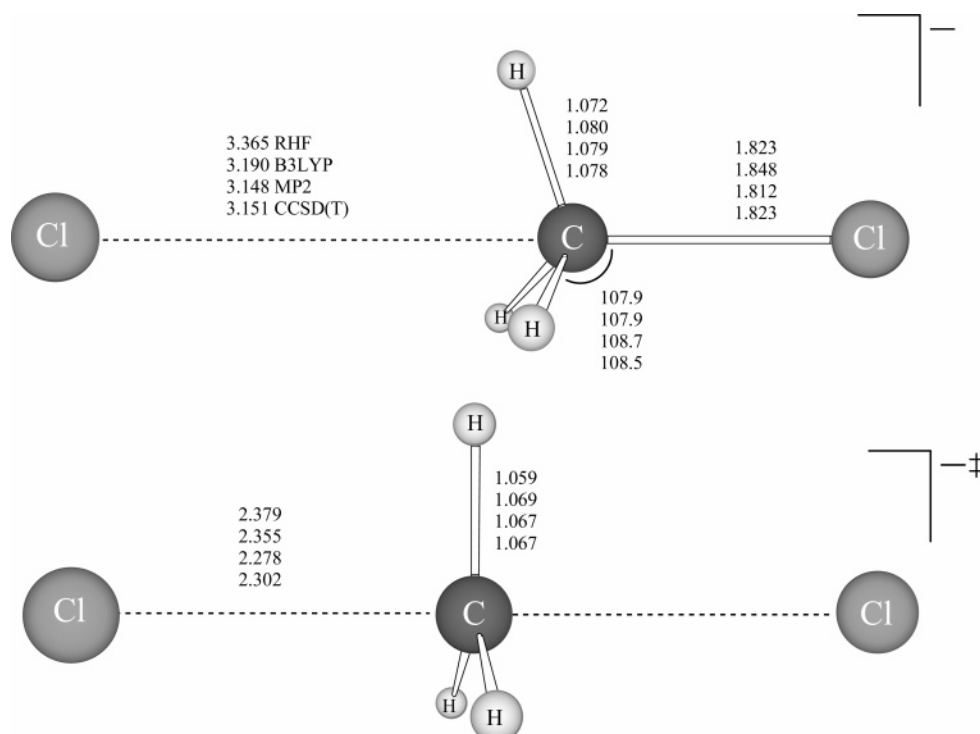 H
3.365 RHF
3.190 B3LYP
3.148 MP2
3.151 CCSD(T)
1.072
1.080
1.079
1.078
1.823
1.848
1.812
1.823
Cl
C
Cl
H
H
107.9
107.9
108.7
108.5
–
H
2.379
2.355
2.278
2.302
1.059
1.069
1.067
1.067
–‡
Cl
C
Cl
H
H